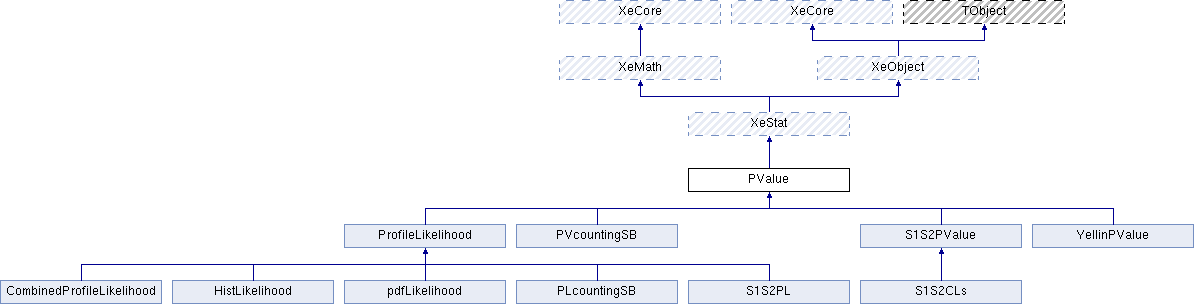 XeCore
XeCore
TObject
XeMath
XeObject
XeStat
PValue
ProfileLikelihood
PVcountingSB
S1S2PValue
YellinPValue
CombinedProfileLikelihood
HistLikelihood
pdfLikelihood
PLcountingSB
S1S2PL
S1S2CLs